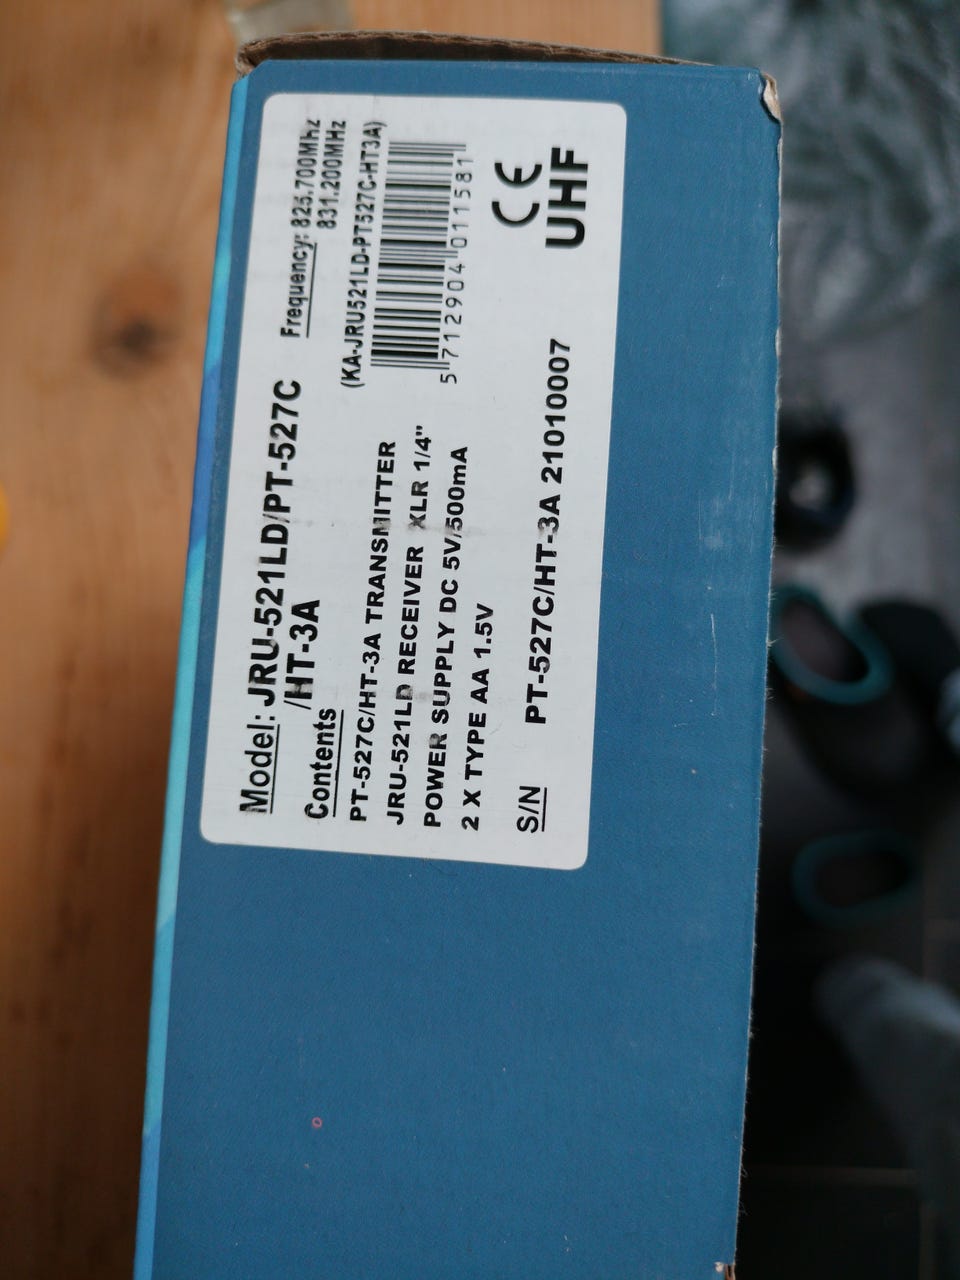 Model: JRU-521LD/PT-527C
/HT-3A
Frequency: 825.700Mhz
831.200MHz
Contents
(KA-JRU521LD-PT527C-HT3A)
PT-527C/HT-3A TRANSMITTER
JRU-521LD RECEIVER XLR 1/4"
POWER SUPPLY DC 5V/500mA
2 X TYPE AA 1.5V
5 712904 011581
S/N PT-527C/HT-3A 21010007
CE
UHF